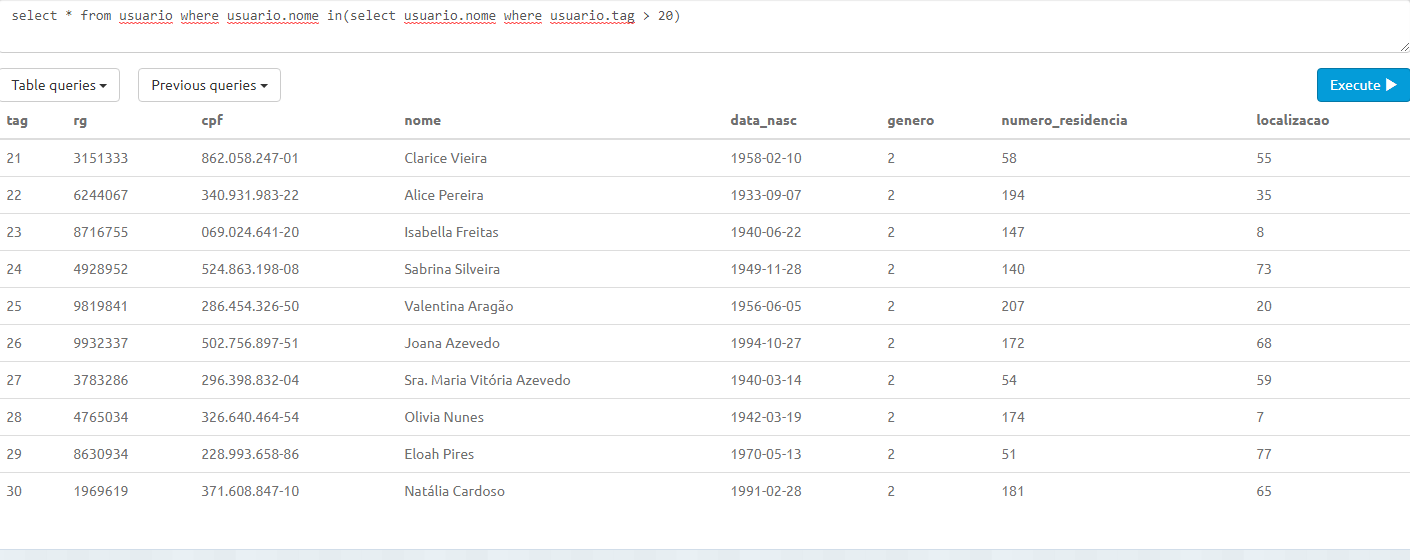 select * from usuario where usuario.nome in(select usuario.nome where usuario.tag > 20)
Table queries Previous queries Execute
tag rg cpf nome data_nasc genero numero_residencia localizacao
21 3151333 862.058.247-01 Clarice Vieira 1958-02-10 2 58 55
22 6244067 340.931.983-22 Alice Pereira 1933-09-07 2 194 35
23 8716755 069.024.641-20 Isabella Freitas 1940-06-22 2 147 8
24 4928952 524.863.198-08 Sabrina Silveira 1949-11-28 2 140 73
25 9819841 286.454.326-50 Valentina Aragão 1956-06-05 2 207 20
26 9932337 502.756.897-51 Joana Azevedo 1994-10-27 2 172 68
27 3783286 296.398.832-04 Sra. Maria Vitória Azevedo 1940-03-14 2 54 59
28 4765034 326.640.464-54 Olivia Nunes 1942-03-19 2 174 7
29 8630934 228.993.658-86 Eloah Pires 1970-05-13 2 51 77
30 1969619 371.608.847-10 Natália Cardoso 1991-02-28 2 181 65